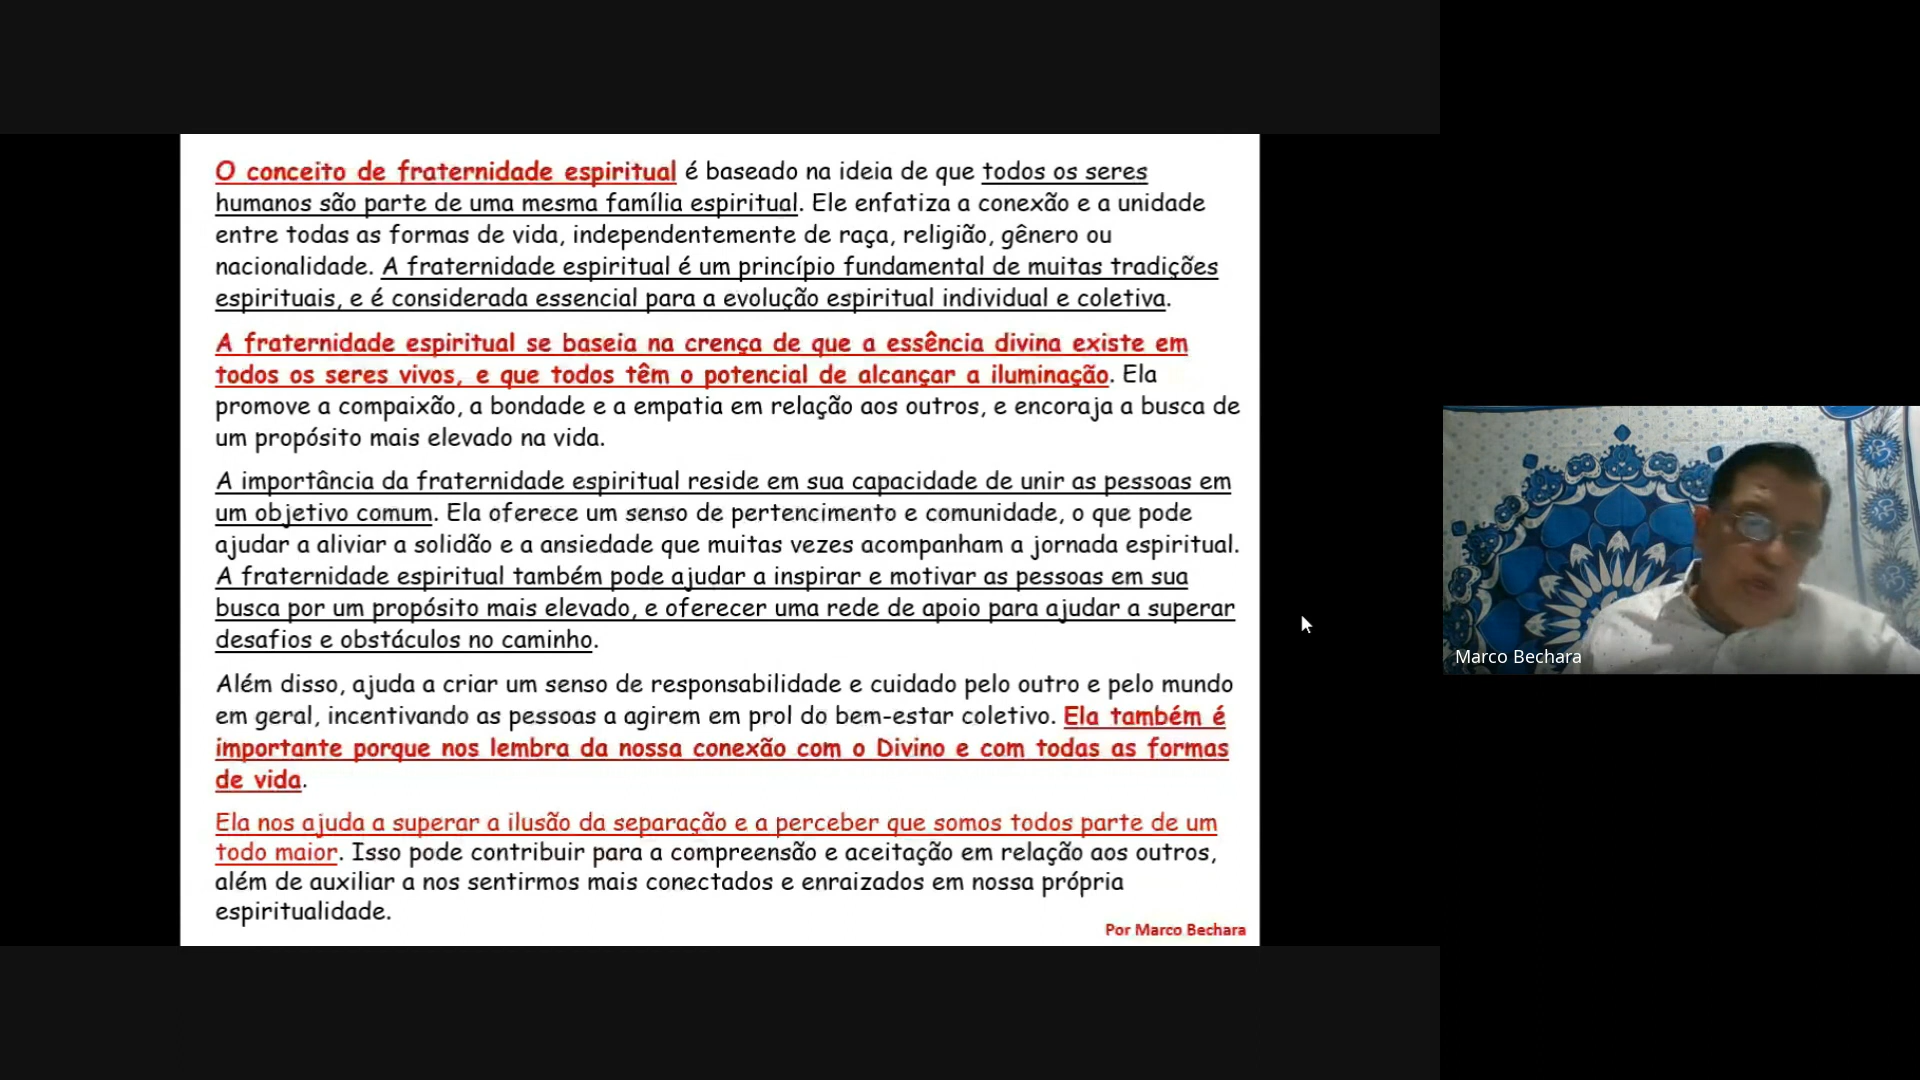 O conceito de fraternidade espiritual é baseado na ideia de que todos os seres
humanos são parte de uma mesma família espiritual. Ele enfatiza a conexão e a unidade
entre todas as formas de vida, independentemente de raça, religião, gênero ou
nacionalidade. A fraternidade espiritual é um princípio fundamental de muitas tradições
espirituais, e é considerada essencial para a evolução espiritual individual e coletiva.
A fraternidade espiritual se baseia na crença de que a essência divina existe em
todos os seres vivos, e que todos têm o potencial de alcançar a iluminação. Ela
promove a compaixão, a bondade e a empatia em relação aos outros, e encoraja a busca de
um propósito mais elevado na vida.
A importância da fraternidade espiritual reside em sua capacidade de unir as pessoas em
um objetivo comum. Ela oferece um senso de pertencimento e comunidade, o que pode
ajudar a aliviar a solidão e a ansiedade que muitas vezes acompanham a jornada espiritual.
A fraternidade espiritual também pode ajudar a inspirar e motivar as pessoas em sua
busca por um propósito mais elevado, e oferecer uma rede de apoio para ajudar a superar
desafios e obstáculos no caminho.
Além disso, ajuda a criar um senso de responsabilidade e cuidado pelo outro e pelo mundo
em geral, incentivando as pessoas a agirem em prol do bem-estar coletivo. Ela também é
importante porque nos lembra da nossa conexão com o Divino e com todas as formas
de vida.
Ela nos ajuda a superar a ilusão da separação e a perceber que somos todos parte de um
todo maior. Isso pode contribuir para a compreensão e aceitação em relação aos outros,
além de auxiliar a nos sentirmos mais conectados e enraizados em nossa própria
espiritualidade.
Por Marco Bechara
Marco Bechara